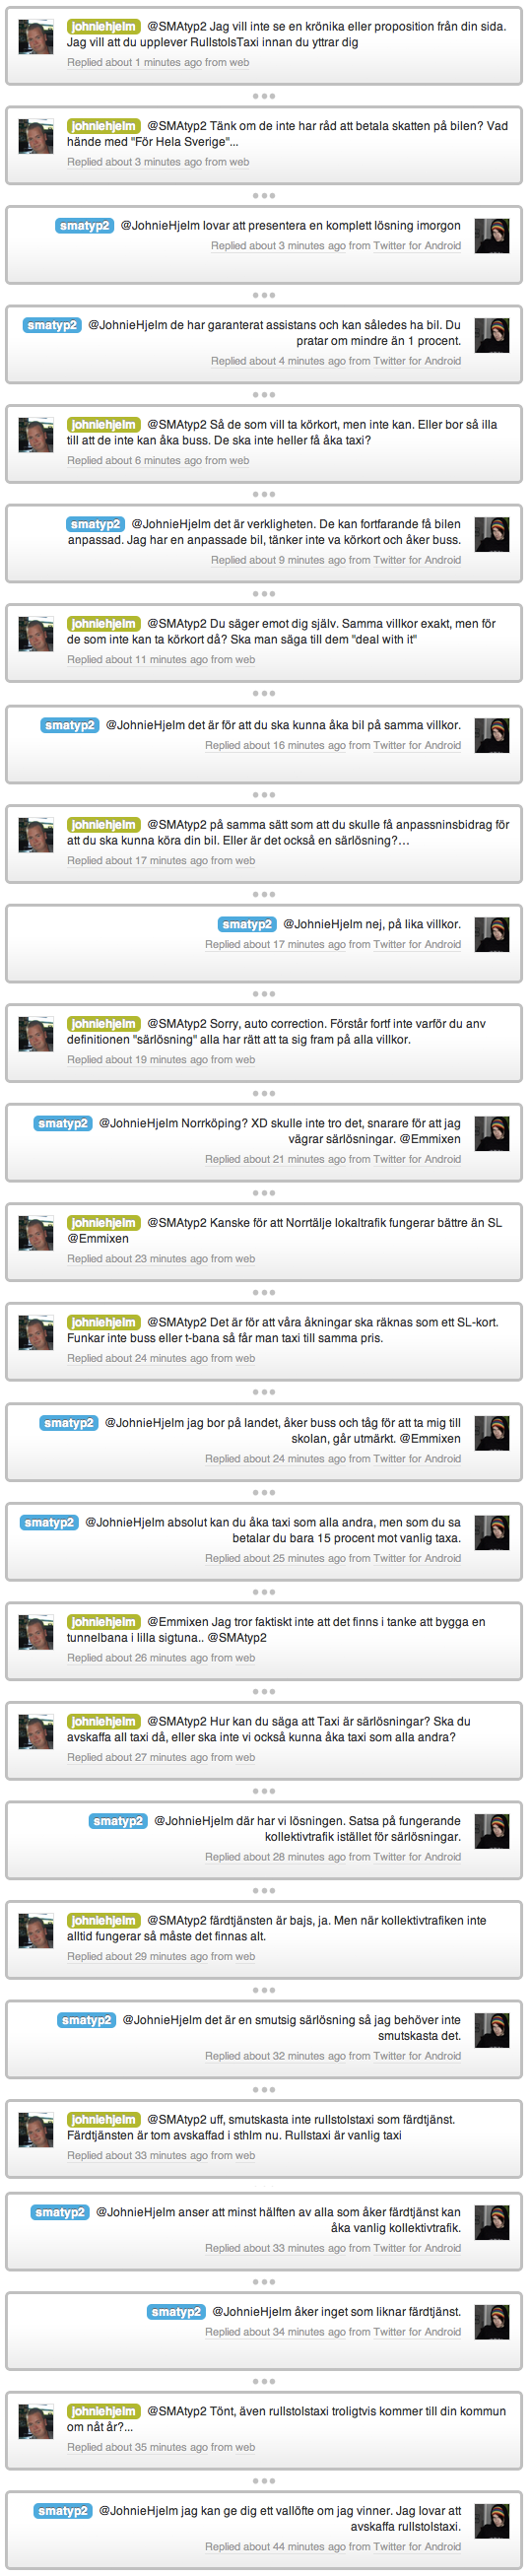 johniehjelm @SMAtyp2 Jag vill inte se en krönika eller proposition från din sida.
Jag vill att du upplever RullstolsTaxi innan du yttrar dig
Replied about 1 minutes ago from web
johniehjelm @SMAtyp2 Tänk om de inte har råd att betala skatten på bilen? Vad
hände med "För Hela Sverige"...
Replied about 3 minutes ago from web
smatyp2 @JohnieHjelm lovar att presentera en komplett lösning imorgon
Replied about 3 minutes ago from Twitter for Android
smatyp2 @JohnieHjelm de har garanterat assistans och kan således ha bil. Du
pratar om mindre än 1 procent.
Replied about 4 minutes ago from Twitter for Android
johniehjelm @SMAtyp2 Så de som vill ta körkort, men inte kan. Eller bor så illa
till att de inte kan åka buss. De ska inte heller få åka taxi?
Replied about 6 minutes ago from web
smatyp2 @JohnieHjelm det är verkligheten. De kan fortfarande få bilen
anpassad. Jag har en anpassade bil, tänker inte va körkort och åker buss.
Replied about 9 minutes ago from Twitter for Android
johniehjelm @SMAtyp2 Du säger emot dig själv. Samma villkor exakt, men för
de som inte kan ta körkort då? Ska man säga till dem "deal with it"
Replied about 11 minutes ago from web
smatyp2 @JohnieHjelm det är för att du ska kunna åka bil på samma villkor.
Replied about 16 minutes ago from Twitter for Android
johniehjelm @SMAtyp2 på samma sätt som att du skulle få anpassninsbidrag för
att du ska kunna köra din bil. Eller är det också en särlösning?...
Replied about 17 minutes ago from web
smatyp2 @JohnieHjelm nej, på lika villkor.
Replied about 17 minutes ago from Twitter for Android
johniehjelm @SMAtyp2 Sorry, auto correction. Förstår fortf inte varför du anv
definitionen "särlösning" alla har rätt att ta sig fram på alla villkor.
Replied about 19 minutes ago from web
smatyp2 @JohnieHjelm Norrköping? XD skulle inte tro det, snarare för att jag
vägrar särlösningar. @Emmixen
Replied about 21 minutes ago from Twitter for Android
johniehjelm @SMAtyp2 Kanske för att Norrtälje lokaltrafik fungerar bättre än SL
@Emmixen
Replied about 23 minutes ago from web
johniehjelm @SMAtyp2 Det är för att våra åkningar ska räknas som ett SL-kort.
Funkar inte buss eller t-bana så får man taxi till samma pris.
Replied about 24 minutes ago from web
smatyp2 @JohnieHjelm jag bor på landet, åker buss och tåg för att ta mig till
skolan, går utmärkt. @Emmixen
Replied about 24 minutes ago from Twitter for Android
smatyp2 @JohnieHjelm absolut kan du åka taxi som alla andra, men som du sa
betalar du bara 15 procent mot vanlig taxa.
Replied about 25 minutes ago from Twitter for Android
johniehjelm @Emmixen Jag tror faktiskt inte att det finns i tanke att bygga en
tunnelbana i lilla sigtuna.. @SMAtyp2
Replied about 26 minutes ago from web
johniehjelm @SMAtyp2 Hur kan du säga att Taxi är särlösningar? Ska du
avskaffa all taxi då, eller ska inte vi också kunna åka taxi som alla andra?
Replied about 27 minutes ago from web
smatyp2 @JohnieHjelm där har vi lösningen. Satsa på fungerande
kollektivtrafik istället för särlösningar.
Replied about 28 minutes ago from Twitter for Android
johniehjelm @SMAtyp2 färdtjänsten är bajs, ja. Men när kollektivtrafiken inte
alltid fungerar så måste det finnas alt.
Replied about 29 minutes ago from web
smatyp2 @JohnieHjelm det är en smutsig särlösning så jag behöver inte
smutskasta det.
Replied about 32 minutes ago from Twitter for Android
johniehjelm @SMAtyp2 uff, smutskasta inte rullstolstaxi som färdtjänst.
Färdtjänsten är tom avskaffad i sthlm nu. Rullstaxi är vanlig taxi
Replied about 33 minutes ago from web
smatyp2 @JohnieHjelm anser att minst hälften av alla som åker färdtjänst kan
åka vanlig kollektivtrafik.
Replied about 33 minutes ago from Twitter for Android
smatyp2 @JohnieHjelm åker inget som liknar färdtjänst.
Replied about 34 minutes ago from Twitter for Android
johniehjelm @SMAtyp2 Tönt, även rullstolstaxi troligtvis kommer till din kommun
om nåt år?...
Replied about 35 minutes ago from web
smatyp2 @JohnieHjelm jag kan ge dig ett vallöfte om jag vinner. Jag lovar att
avskaffa rullstolstaxi.
Replied about 44 minutes ago from Twitter for Android